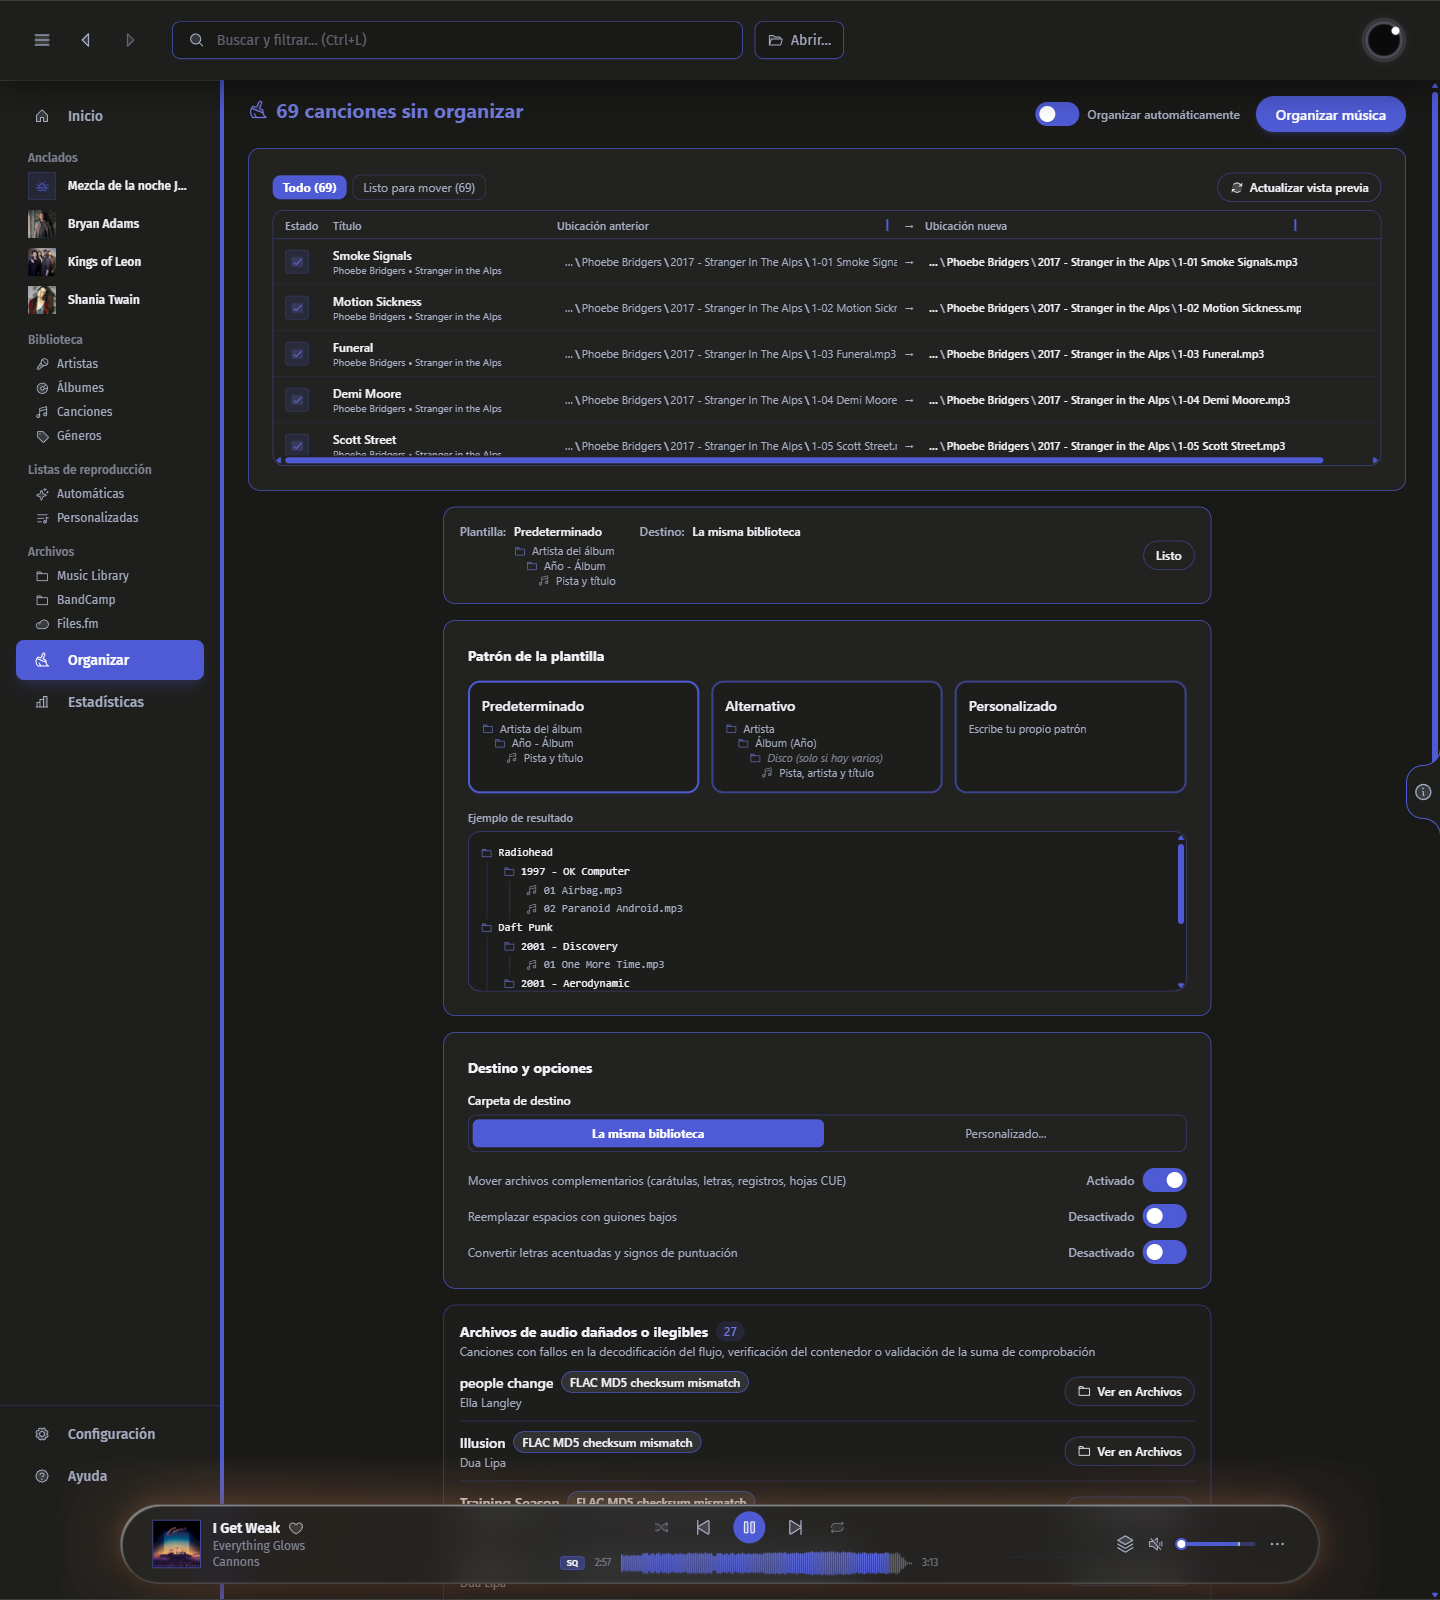 Buscar y filtrar... (Ctrl+L)
Abrir...
Inicio
Anclados
Mezcla de la noche J...
Bryan Adams
Kings of Leon
Shania Twain
Biblioteca
Artistas
Álbumes
Canciones
Géneros
Listas de reproducción
Automáticas
Personalizadas
Archivos
Music Library
BandCamp
Files.fm
Organizar
Estadísticas
Configuración
Ayuda
69 canciones sin organizar
Organizar automáticamente
Organizar música
Todo (69)
Listo para mover (69)
Actualizar vista previa
Estado Título Ubicación anterior → Ubicación nueva
Smoke Signals
Phoebe Bridgers • Stranger in the Alps
...\Phoebe Bridgers\2017 - Stranger In The Alps\1-01 Smoke Signa → ...\Phoebe Bridgers\2017 - Stranger in the Alps\1-01 Smoke Signals.mp3
Motion Sickness
Phoebe Bridgers • Stranger in the Alps
...\Phoebe Bridgers\2017 - Stranger In The Alps\1-02 Motion Sickr → ...\Phoebe Bridgers\2017 - Stranger in the Alps\1-02 Motion Sickness.mp
Funeral
Phoebe Bridgers • Stranger in the Alps
...\Phoebe Bridgers\2017 - Stranger In The Alps\1-03 Funeral.mp3 → ...\Phoebe Bridgers\2017 - Stranger in the Alps\1-03 Funeral.mp3
Demi Moore
Phoebe Bridgers • Stranger in the Alps
...\Phoebe Bridgers\2017 - Stranger In The Alps\1-04 Demi Moore → ...\Phoebe Bridgers\2017 - Stranger in the Alps\1-04 Demi Moore.mp3
Scott Street
Phoebe Bridgers • Stranger in the Alps
...\Phoebe Bridgers\2017 - Stranger In The Alps\1-05 Scott Street.r → ...\Phoebe Bridgers\2017 - Stranger in the Alps\1-05 Scott Street.mp3
Plantilla: Predeterminado Destino: La misma biblioteca
Artista del álbum
Año - Álbum
Pista y título
Listo
Patrón de la plantilla
Predeterminado
Artista del álbum
Año - Álbum
Pista y título
Alternativo
Artista
Álbum (Año)
Disco (solo si hay varios)
Pista, artista y título
Personalizado
Escribe tu propio patrón
Ejemplo de resultado
Radiohead
1997 - OK Computer
01 Airbag.mp3
02 Paranoid Android.mp3
Daft Punk
2001 - Discovery
01 One More Time.mp3
2001 - Aerodynamic
Destino y opciones
Carpeta de destino
La misma biblioteca
Personalizado...
Mover archivos complementarios (carátulas, letras, registros, hojas CUE) Activado
Reemplazar espacios con guiones bajos Desactivado
Convertir letras acentuadas y signos de puntuación Desactivado
Archivos de audio dañados o ilegibles 27
Canciones con fallos en la decodificación del flujo, verificación del contenedor o validación de la suma de comprobación
people change FLAC MD5 checksum mismatch
Ella Langley
Ver en Archivos
Illusion FLAC MD5 checksum mismatch
Dua Lipa
Ver en Archivos
Training Season FLAC MD5 checksum mismatch
Dua Lipa
I Get Weak
Everything Glows
Cannons
SQ 2:57 3:13